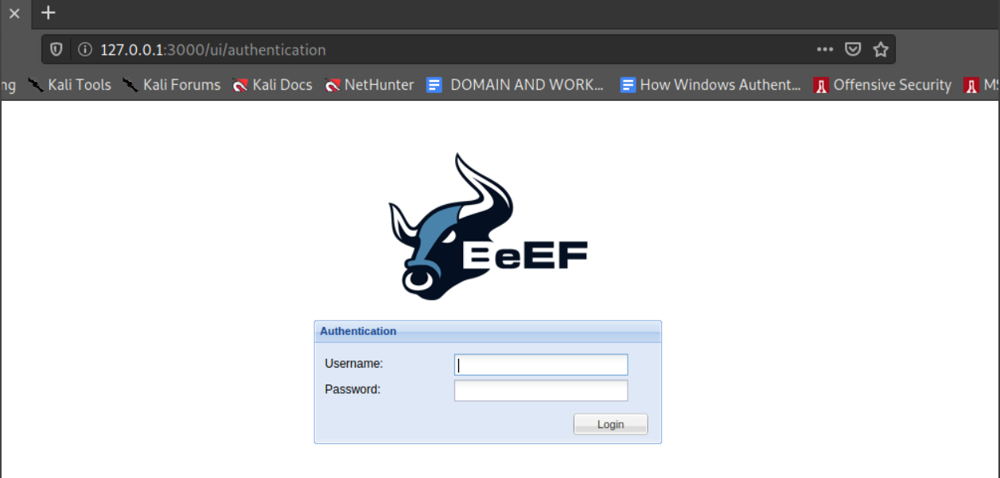 127.0.0.1:3000/ui/authentication
ng Kali Tools Kali Forums Kali Docs NetHunter DOMAIN AND WORK... How Windows Authent... Offensive Security MS
BeEF
Authentication
Username:
Password:
Login